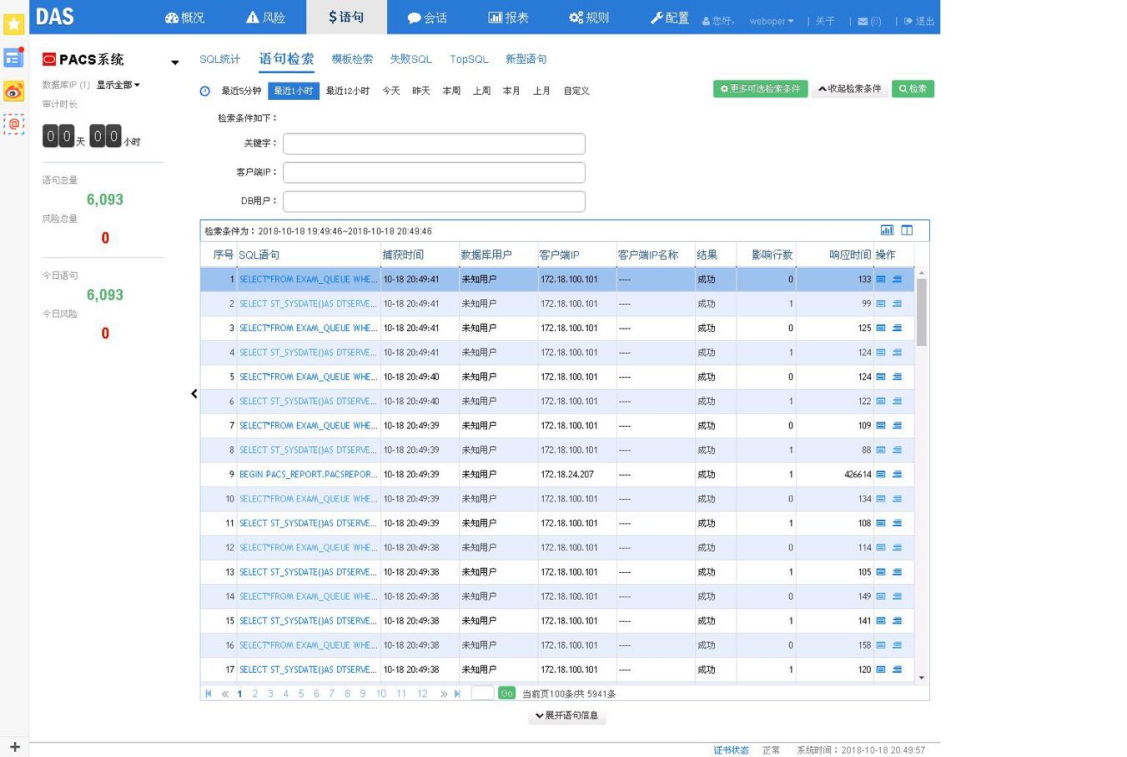 DAS 概况 风险 $语句 会话 报表 规则 配置 您好, weboper | 关于 | (0) | 退出
PACS系统
数据库IP (1) 显示全部
审计时长
00天 00小时
语句总量
6,093
风险总量
0
今日语句
6,093
今日风险
0
SQL统计 语句检索 模板检索 失败SQL TopSQL 新型语句
最近5分钟 最近1小时 最近12小时 今天 昨天 本周 上周 本月 上月 自定义 更多可选检索条件 收起检索条件 检索
检索条件如下:
关键字:
客户端IP:
DB用户:
检索条件为:2018-10-18 19:49:46~2018-10-18 20:49:46
序号 SQL语句 捕获时间 数据库用户 客户端IP 客户端IP名称 结果 影响行数 响应时间 操作
1 SELECT*FROM EXAM_QUEUE WHE... 10-18 20:49:41 未知用户 172.18.100.101 ---- 成功 0 133
2 SELECT ST_SYSDATE()AS DTSERVE... 10-18 20:49:41 未知用户 172.18.100.101 ---- 成功 1 99
3 SELECT*FROM EXAM_QUEUE WHE... 10-18 20:49:41 未知用户 172.18.100.101 ---- 成功 0 125
4 SELECT ST_SYSDATE()AS DTSERVE... 10-18 20:49:41 未知用户 172.18.100.101 ---- 成功 1 124
5 SELECT*FROM EXAM_QUEUE WHE... 10-18 20:49:40 未知用户 172.18.100.101 ---- 成功 0 124
6 SELECT ST_SYSDATE()AS DTSERVE... 10-18 20:49:40 未知用户 172.18.100.101 ---- 成功 1 122
7 SELECT*FROM EXAM_QUEUE WHE... 10-18 20:49:39 未知用户 172.18.100.101 ---- 成功 0 109
8 SELECT ST_SYSDATE()AS DTSERVE... 10-18 20:49:39 未知用户 172.18.100.101 ---- 成功 1 88
9 BEGIN PACS_REPORT.PACSREPOR... 10-18 20:49:39 未知用户 172.18.24.207 ---- 成功 1 426614
10 SELECT*FROM EXAM_QUEUE WHE... 10-18 20:49:39 未知用户 172.18.100.101 ---- 成功 0 134
11 SELECT ST_SYSDATE()AS DTSERVE... 10-18 20:49:39 未知用户 172.18.100.101 ---- 成功 1 108
12 SELECT*FROM EXAM_QUEUE WHE... 10-18 20:49:38 未知用户 172.18.100.101 ---- 成功 0 114
13 SELECT ST_SYSDATE()AS DTSERVE... 10-18 20:49:38 未知用户 172.18.100.101 ---- 成功 1 105
14 SELECT*FROM EXAM_QUEUE WHE... 10-18 20:49:38 未知用户 172.18.100.101 ---- 成功 0 149
15 SELECT ST_SYSDATE()AS DTSERVE... 10-18 20:49:38 未知用户 172.18.100.101 ---- 成功 1 141
16 SELECT*FROM EXAM_QUEUE WHE... 10-18 20:49:38 未知用户 172.18.100.101 ---- 成功 0 158
17 SELECT ST_SYSDATE()AS DTSERVE... 10-18 20:49:38 未知用户 172.18.100.101 ---- 成功 1 120
1 2 3 4 5 6 7 8 9 10 11 12 Go 当前页100条/共 5941条
展开语句信息
证书状态 正常 系统时间:2018-10-18 20:49:57